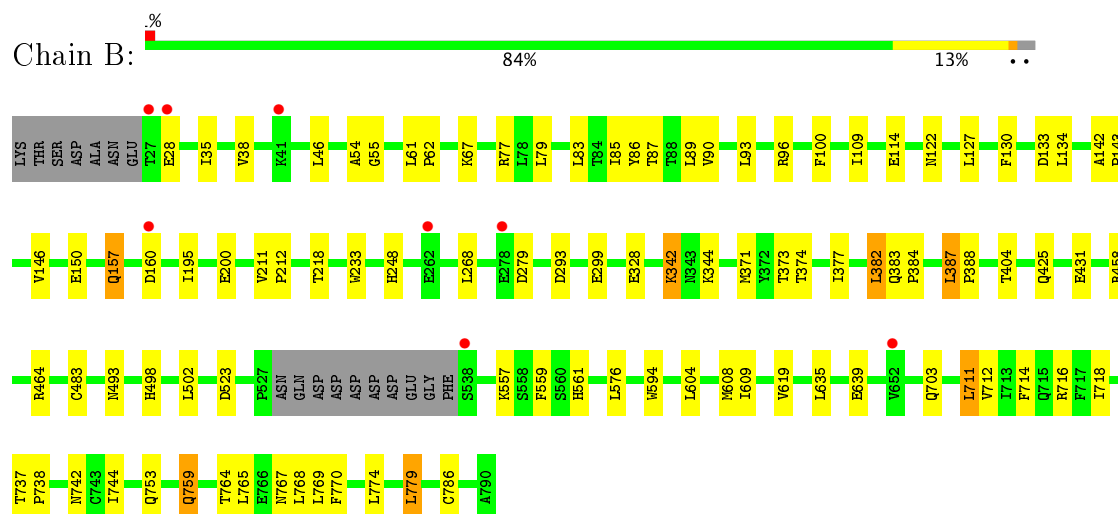 1%
Chain B:
84% 13% • •
LYS THR SER ASP ALA ASN GLU I27 E28 I35 V38 K41 L46 A54 G55 L61 P62 K67 R77 L78 L79 L83 T84 I85 Y86 T87 T88 L89 V90 L93 R96 F100 I109 E114 N122 L127 F130 D133 L134 A142
V146 E150 Q157 D160 I195 E200 V211 P212 T218 W233 H248 E262 L268 E278 D279 D293 E299 E328 K342 N343 K344 M371 Y372 T373 T374 I377 L382 Q383 P384 L387 P388 T404 Q425 E431
R464 C483 N493 H498 L502 D523 P527 ASN GLN ASP ASP ASP ASP ASP GLU GLY PHE S538 K557 S558 F559 S560 H561 L576 W594 L604 M608 I609 V619 L635 E639 V652 Q703 L711 V712 I713 F714 Q715 R716 F717 I718
T737 P738 N742 C743 I744 Q753 Q759 T764 L765 E766 N767 L768 L769 F770 L774 L779 C786 A790